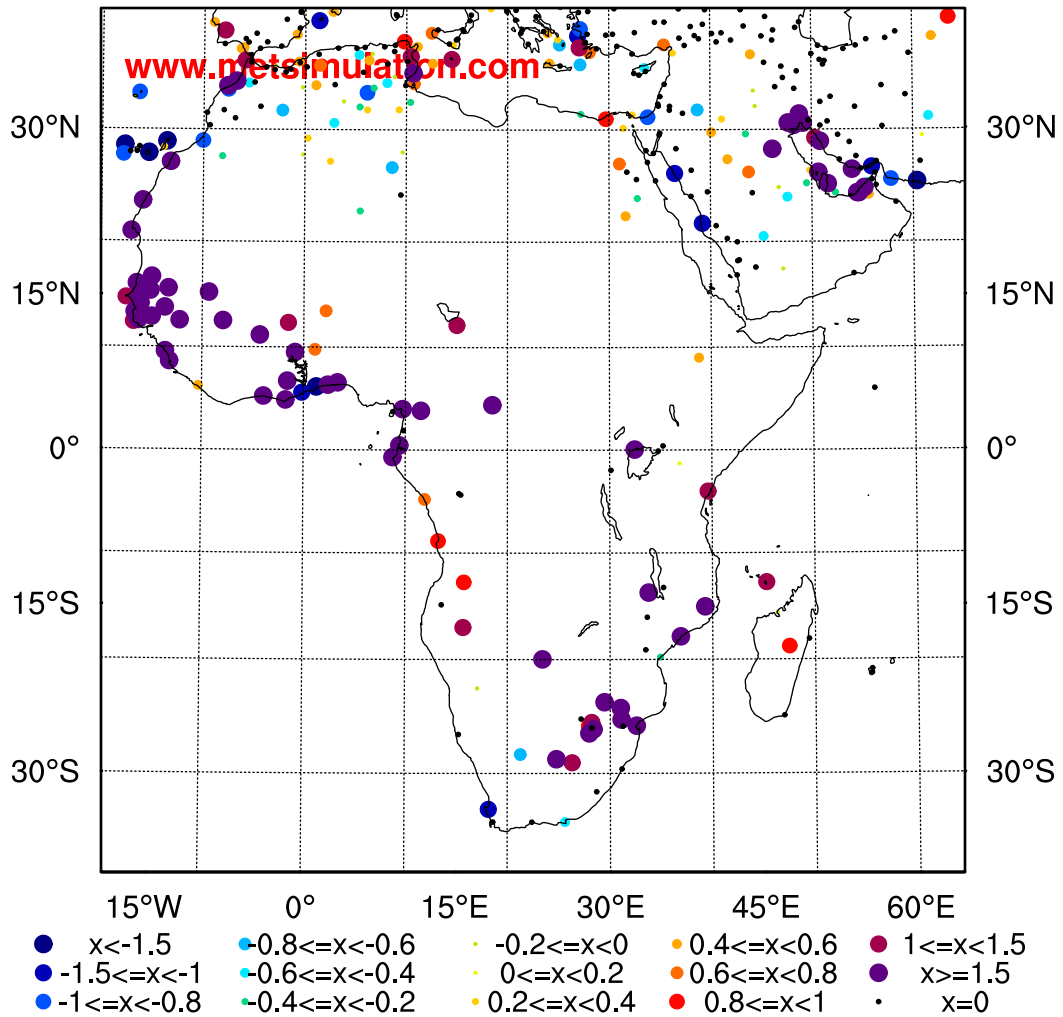 www.metsimulation.com
30°N 30°N
15°N 15°N
0° 0°
15°S 15°S
30°S 30°S
15°W 0° 15°E 30°E 45°E 60°E
x<-1.5 -0.8<=x<-0.6 -0.2<=x<0 0.4<=x<0.6 1<=x<1.5
-1.5<=x<-1 -0.6<=x<-0.4 0<=x<0.2 0.6<=x<0.8 x>=1.5
-1<=x<-0.8 -0.4<=x<-0.2 0.2<=x<0.4 0.8<=x<1 x=0